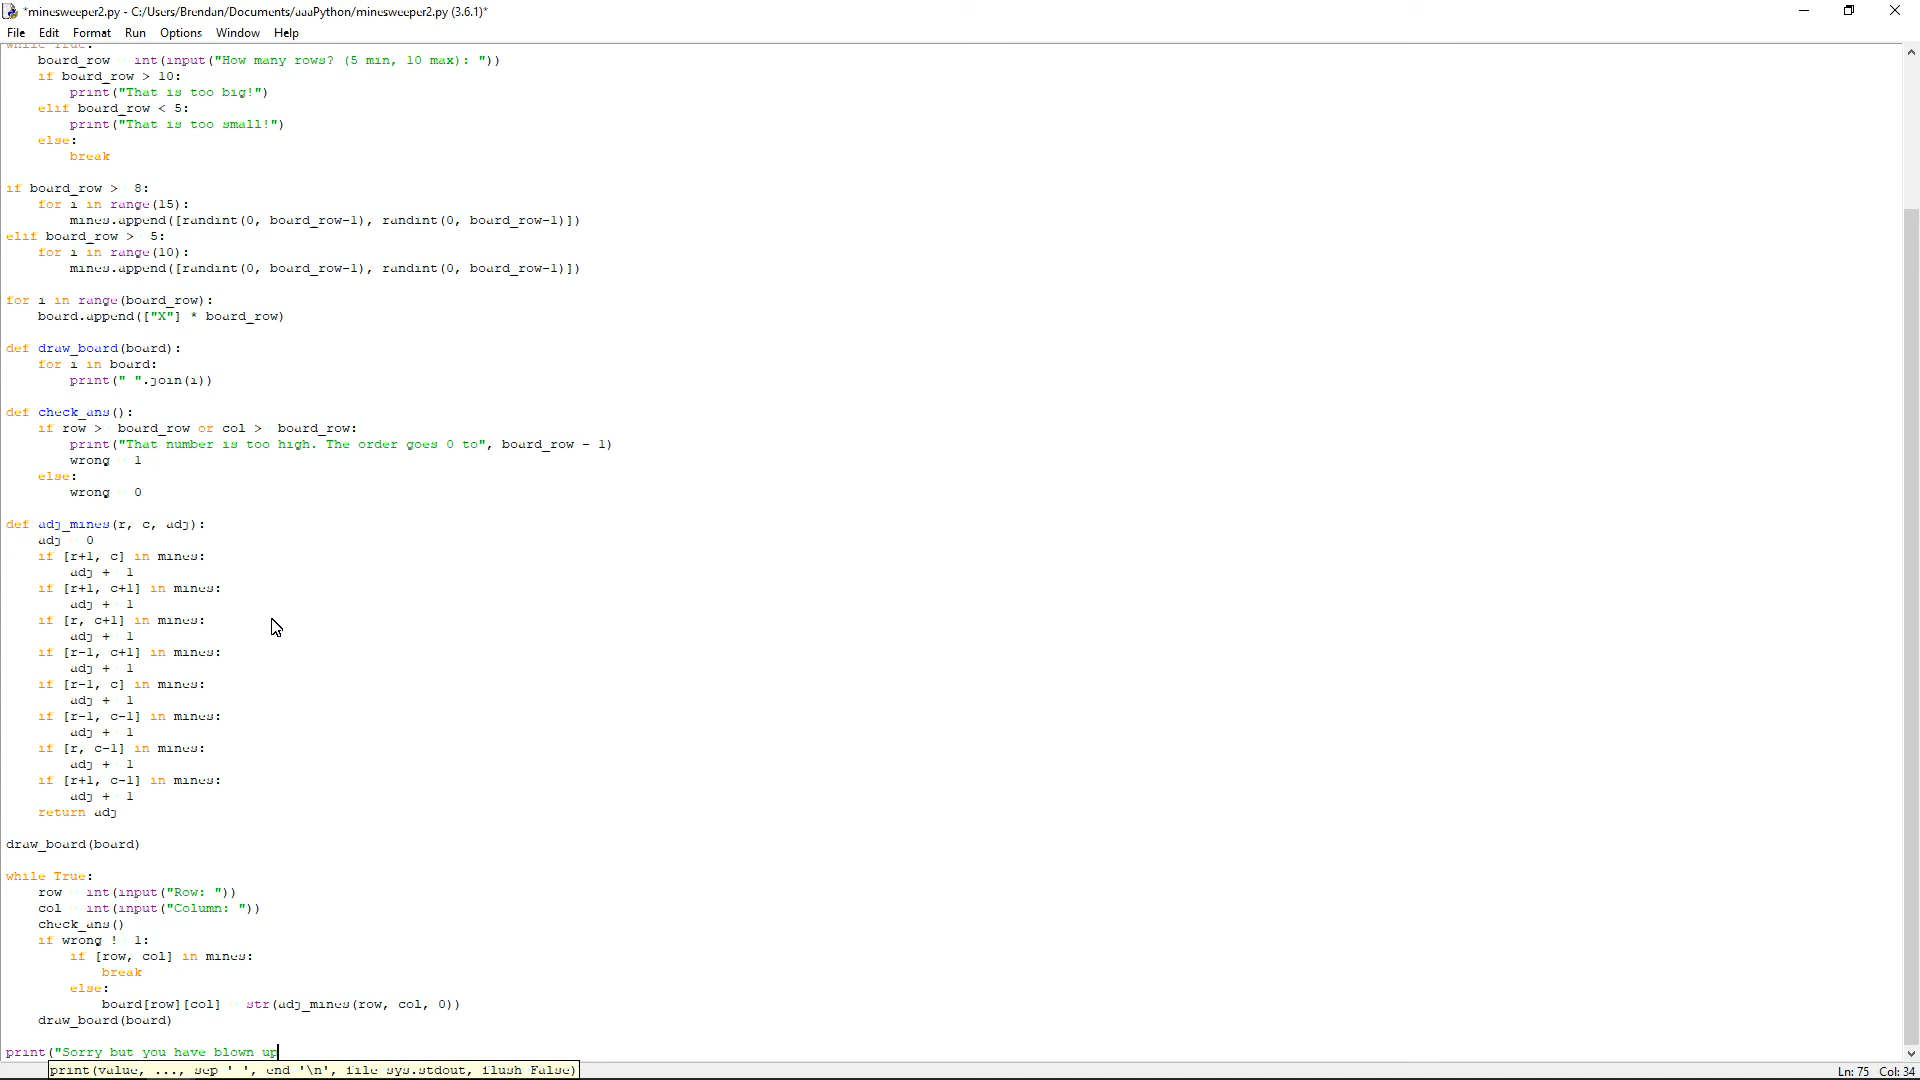 *minesweeper2.py - C:/Users/Brendan/Documents/aaaPython/minesweeper2.py (3.6.1)*
File Edit Format Run Options Window Help
while True:
    board_row   int(input("How many rows? (5 min, 10 max): "))
    if board_row > 10:
        print("That is too big!")
    elif board_row < 5:
        print("That is too small!")
    else:
        break
if board_row >  8:
    for i in range(15):
        mines.append([randint(0, board_row-1), randint(0, board_row-1)])
elif board_row >  5:
    for i in range(10):
        mines.append([randint(0, board_row-1), randint(0, board_row-1)])
for i in range(board_row):
    board.append(["X"] * board_row)
def draw_board(board):
    for i in board:
        print(" ".join(i))
def check_ans():
    if row >  board_row or col >  board_row:
        print("That number is too high. The order goes 0 to", board_row - 1)
        wrong   1
    else:
        wrong   0
def adj_mines(r, c, adj):
    adj   0
    if [r+1, c] in mines:
        adj +  1
    if [r+1, c+1] in mines:
        adj +  1
    if [r, c+1] in mines:
        adj +  1
    if [r-1, c+1] in mines:
        adj +  1
    if [r-1, c] in mines:
        adj +  1
    if [r-1, c-1] in mines:
        adj +  1
    if [r, c-1] in mines:
        adj +  1
    if [r+1, c-1] in mines:
        adj +  1
    return adj
draw_board(board)
while True:
    row   int(input("Row: "))
    col   int(input("Column: "))
    check_ans()
    if wrong !  1:
        if [row, col] in mines:
            break
        else:
            board[row][col]   str(adj_mines(row, col, 0))
    draw_board(board)
print("Sorry but you have blown up
print(value, ..., sep ' ', end '\n', file sys.stdout, flush False)
Ln: 75 Col: 34